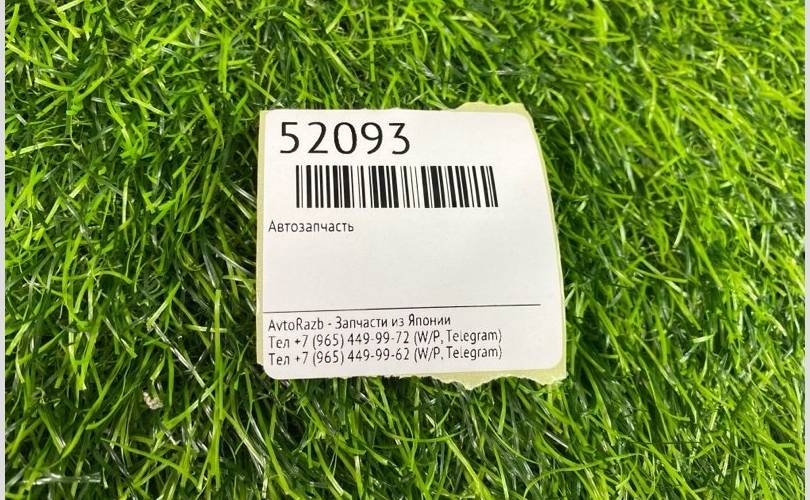 52093
Автозапчасть
AvtoRazb - Запчасти из Японии
Тел +7 (965) 449-99-72 (W/P, Telegram)
Тел +7 (965) 449-99-62 (W/P, Telegram)